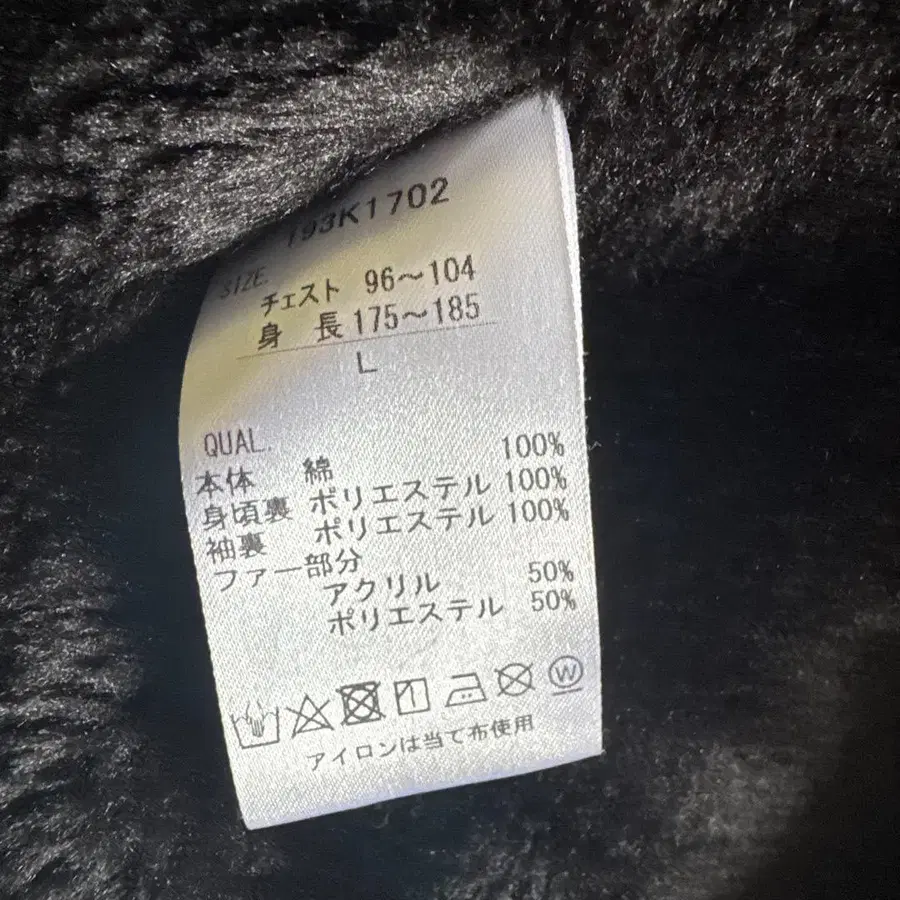 193K1702
SIZE.
チェスト 96～104
身 長 175～185
L
QUAL.
本体 綿 100%
身頃裏 ポリエステル 100%
袖裏 ポリエステル 100%
ファー部分
アクリル 50%
ポリエステル 50%
W
アイロンは当て布使用